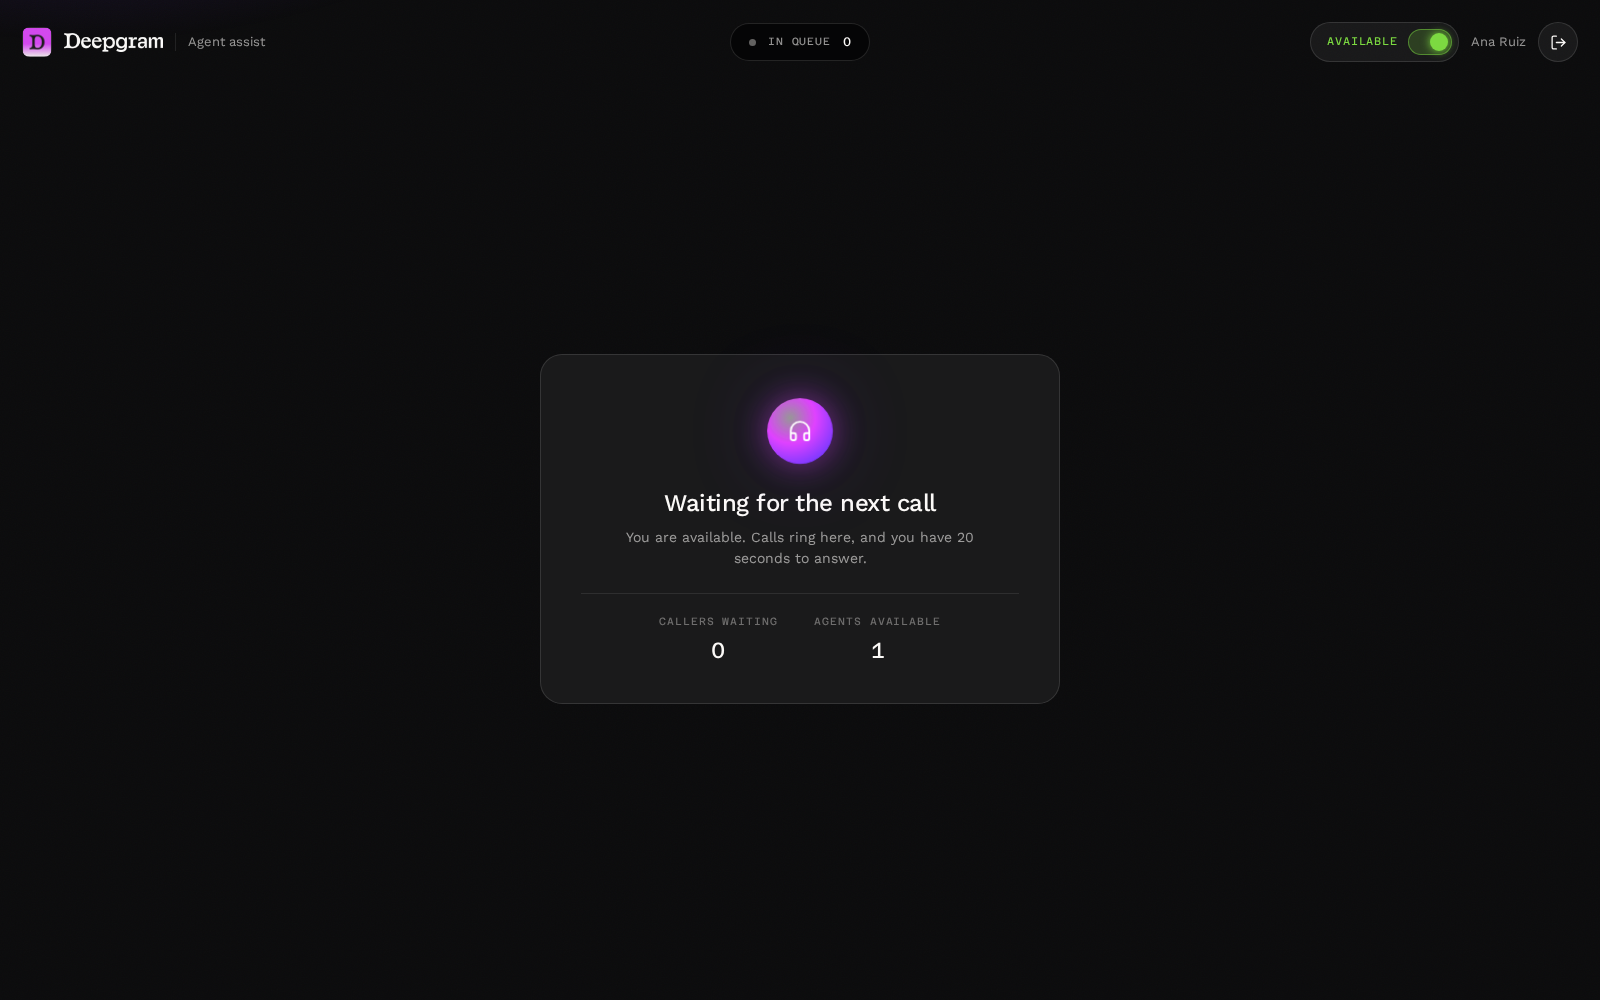 D Deepgram
Agent assist
IN QUEUE 0
AVAILABLE
Ana Ruiz
Waiting for the next call
You are available. Calls ring here, and you have 20
seconds to answer.
CALLERS WAITING
0
AGENTS AVAILABLE
1